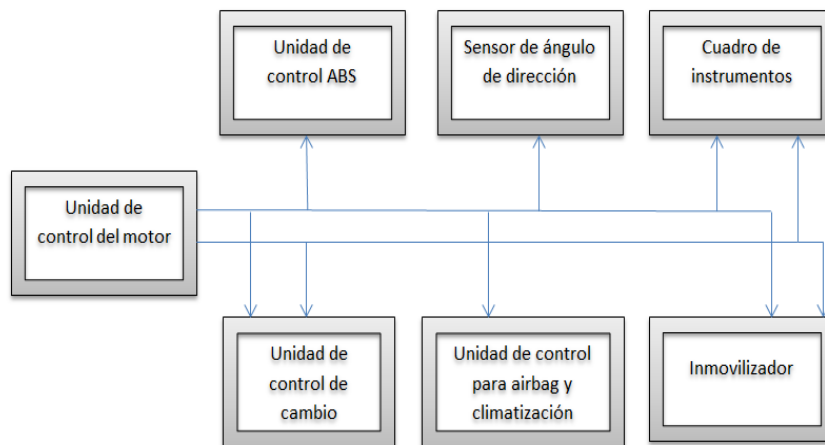 Unidad de
control ABS
Sensor de ángulo
de dirección
Cuadro de
instrumentos
Unidad de
control del motor
Unidad de
control de
cambio
Unidad de control
para airbag y
climatización
Inmovilizador